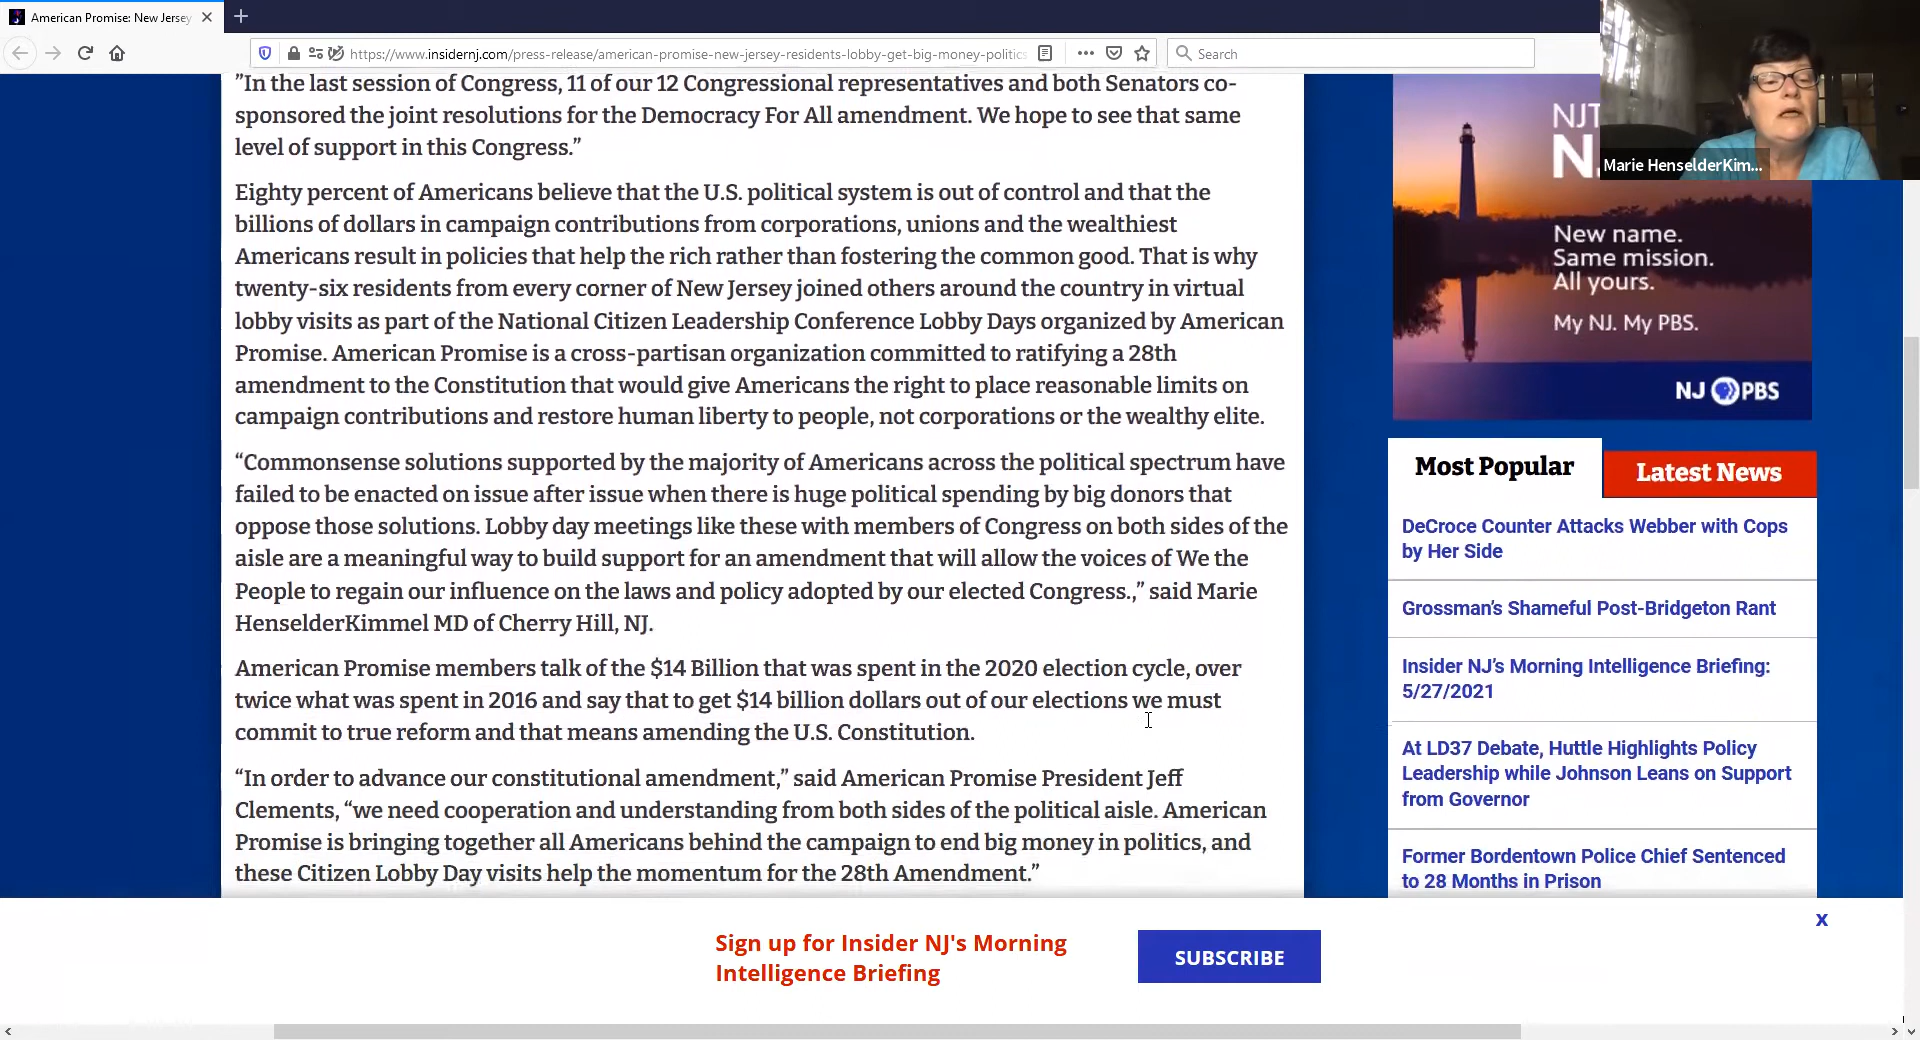 American Promise: New Jersey
https://www.insidernj.com/press-release/american-promise-new-jersey-residents-lobby-get-big-money-politics
Search
"In the last session of Congress, 11 of our 12 Congressional representatives and both Senators co-
sponsored the joint resolutions for the Democracy For All amendment. We hope to see that same
level of support in this Congress.”
Eighty percent of Americans believe that the U.S. political system is out of control and that the
billions of dollars in campaign contributions from corporations, unions and the wealthiest
Americans result in policies that help the rich rather than fostering the common good. That is why
twenty-six residents from every corner of New Jersey joined others around the country in virtual
lobby visits as part of the National Citizen Leadership Conference Lobby Days organized by American
Promise. American Promise is a cross-partisan organization committed to ratifying a 28th
amendment to the Constitution that would give Americans the right to place reasonable limits on
campaign contributions and restore human liberty to people, not corporations or the wealthy elite.
“Commonsense solutions supported by the majority of Americans across the political spectrum have
failed to be enacted on issue after issue when there is huge political spending by big donors that
oppose those solutions. Lobby day meetings like these with members of Congress on both sides of the
aisle are a meaningful way to build support for an amendment that will allow the voices of We the
People to regain our influence on the laws and policy adopted by our elected Congress.,” said Marie
HenselderKimmel MD of Cherry Hill, NJ.
American Promise members talk of the $14 Billion that was spent in the 2020 election cycle, over
twice what was spent in 2016 and say that to get $14 billion dollars out of our elections we must
commit to true reform and that means amending the U.S. Constitution.
“In order to advance our constitutional amendment,” said American Promise President Jeff
Clements, “we need cooperation and understanding from both sides of the political aisle. American
Promise is bringing together all Americans behind the campaign to end big money in politics, and
these Citizen Lobby Day visits help the momentum for the 28th Amendment.”
Marie HenselderKim...
NJT
N
New name.
Same mission.
All yours.
My NJ. My PBS.
NJ PBS
Most Popular
Latest News
DeCroce Counter Attacks Webber with Cops
by Her Side
Grossman’s Shameful Post-Bridgeton Rant
Insider NJ’s Morning Intelligence Briefing:
5/27/2021
At LD37 Debate, Huttle Highlights Policy
Leadership while Johnson Leans on Support
from Governor
Former Bordentown Police Chief Sentenced
to 28 Months in Prison
x
Sign up for Insider NJ's Morning
Intelligence Briefing
SUBSCRIBE